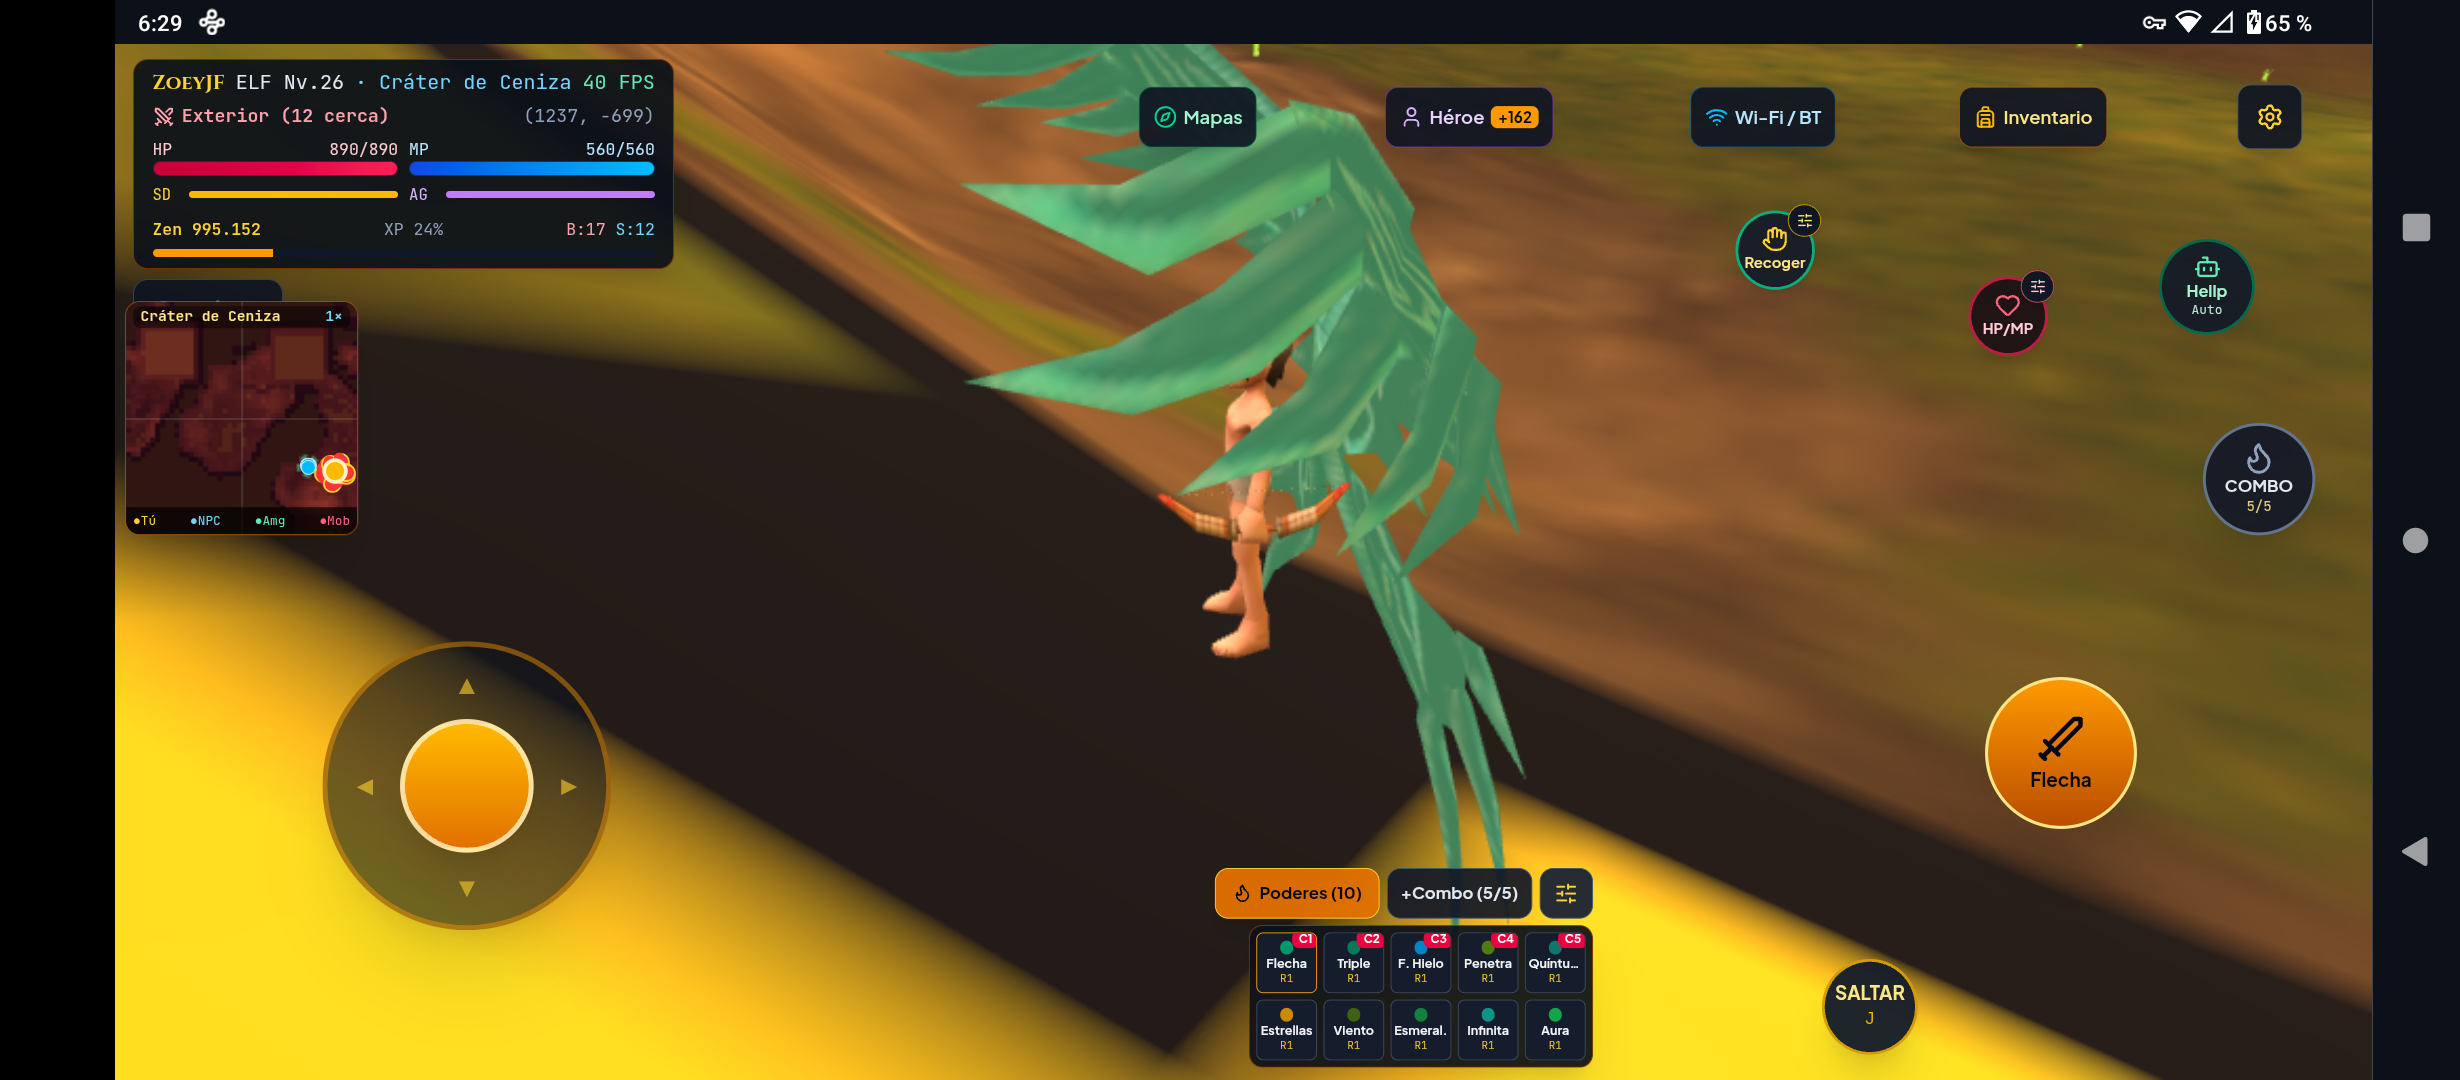 6:29
65 %
ZOEYJF ELF Nv.26 · Cráter de Ceniza 40 FPS
Exterior (12 cerca) (1237, -699)
HP 890/890 MP 560/560
SD AG
Zen 995.152 XP 24% B:17 S:12
Mapas
Héroe +162
Wi-Fi / BT
Inventario
Recoger
HP/MP
Hellp
Auto
Cráter de Ceniza 1×
Tú NPC Amg Mob
COMBO
5/5
Flecha
Poderes (10) +Combo (5/5)
C1 C2 C3 C4 C5
Flecha Triple F. Hielo Penetra Quíntu...
R1 R1 R1 R1 R1
Estrellas Viento Esmeral. Infinita Aura
R1 R1 R1 R1 R1
SALTAR
J